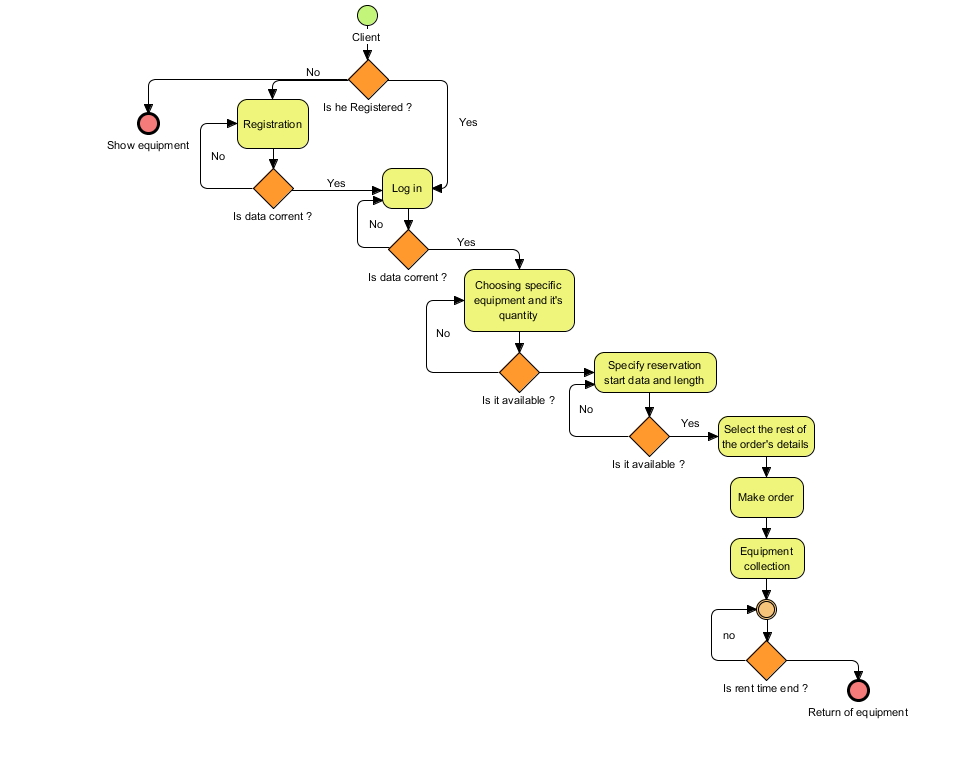 Client
No
Is he Registered ?
Yes
Show equipment
Registration
No
Is data corrent ?
Yes
Log in
No
Is data corrent ?
Yes
Choosing specific
equipment and it's
quantity
No
Is it available ?
Specify reservation
start data and length
No
Is it available ?
Yes
Select the rest of
the order's details
Make order
Equipment
collection
no
Is rent time end ?
Return of equipment